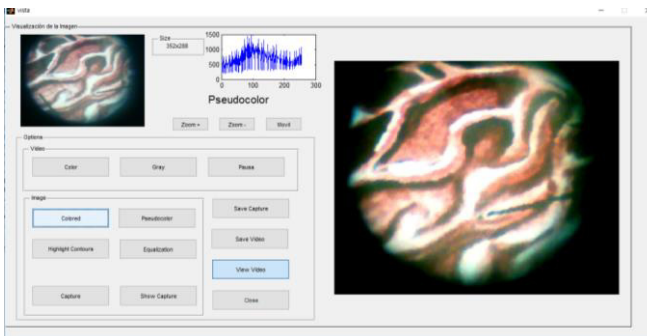 vista
Visualización de la Imagen
Size
352x288
1500
1000
500
0
0 100 200 300
Pseudocolor
Zoom + Zoom - Movil
Options
Video
Color Gray Pausa
Image
Colored Pseudocolor
Highlight Contours Equalization
Capture Show Capture
Save Capture
Save Video
View Video
Close